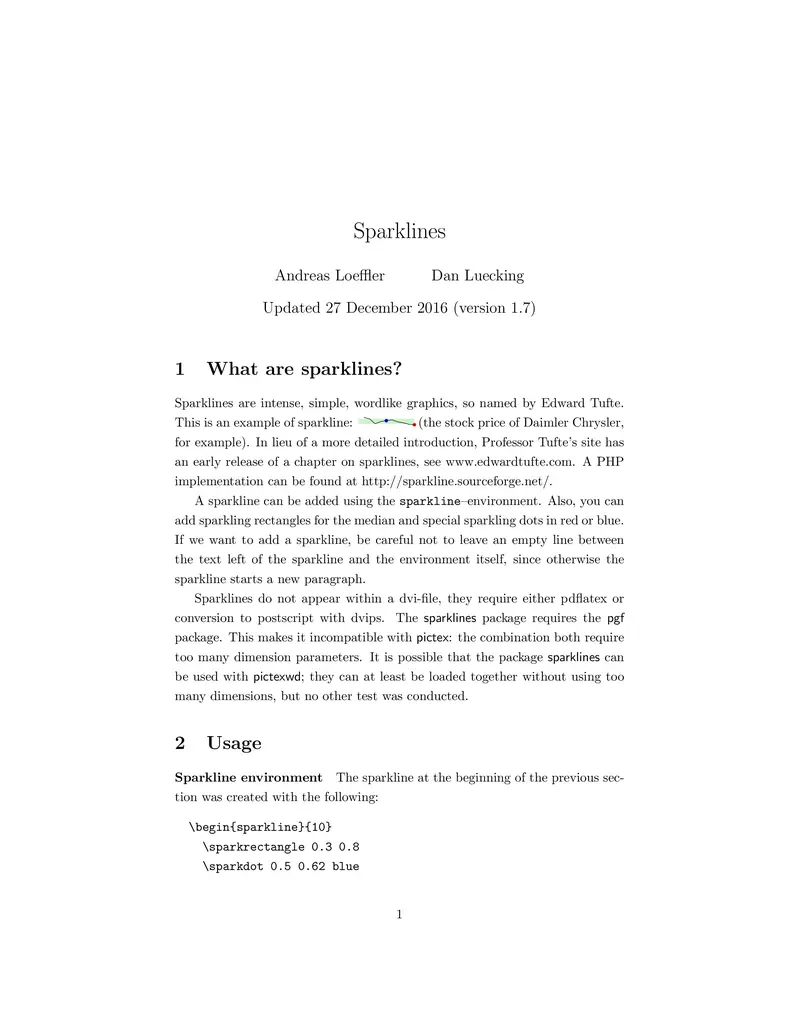 Sparklines
Andreas Loeffler Dan Luecking
Updated 27 December 2016 (version 1.7)
1 What are sparklines?
Sparklines are intense, simple, wordlike graphics, so named by Edward Tufte.
This is an example of sparkline: (the stock price of Daimler Chrysler,
for example). In lieu of a more detailed introduction, Professor Tufte's site has
an early release of a chapter on sparklines, see www.edwardtufte.com. A PHP
implementation can be found at http://sparkline.sourceforge.net/.
A sparkline can be added using the sparkline–environment. Also, you can
add sparkling rectangles for the median and special sparkling dots in red or blue.
If we want to add a sparkline, be careful not to leave an empty line between
the text left of the sparkline and the environment itself, since otherwise the
sparkline starts a new paragraph.
Sparklines do not appear within a dvi-file, they require either pdflatex or
conversion to postscript with dvips. The sparklines package requires the pgf
package. This makes it incompatible with pictex: the combination both require
too many dimension parameters. It is possible that the package sparklines can
be used with pictexwd; they can at least be loaded together without using too
many dimensions, but no other test was conducted.
2 Usage
Sparkline environment The sparkline at the beginning of the previous sec-
tion was created with the following:
\begin{sparkline}{10}
\sparkrectangle 0.3 0.8
\sparkdot 0.5 0.62 blue
1